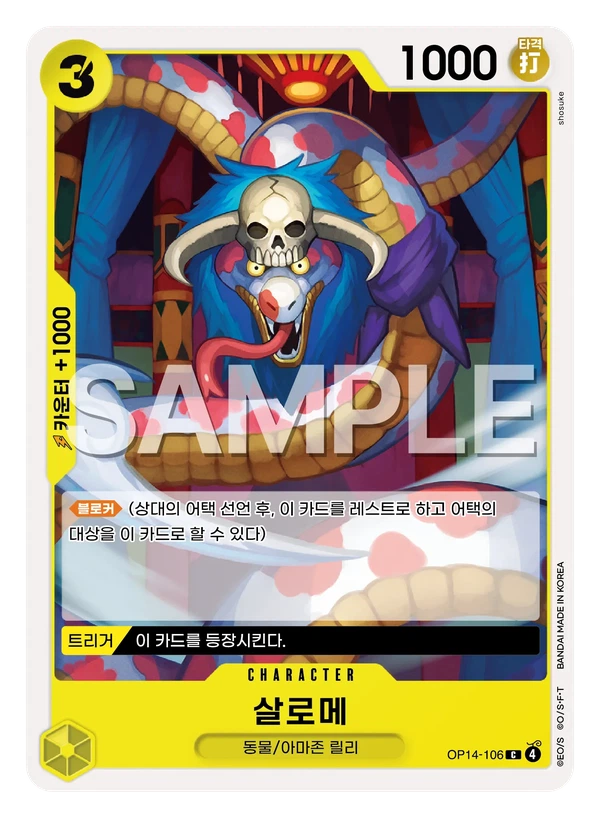 3
1000
타격
打
shosuke
카운터 +1000
SAMPLE
블로커 (상대의 어택 선언 후, 이 카드를 레스트로 하고 어택의
대상을 이 카드로 할 수 있다)
트리거 이 카드를 등장시킨다.
CHARACTER
살로메
동물/아마존 릴리
OP14-106 C 4
©EO/S ©O/S·F·T BANDAI MADE IN KOREA